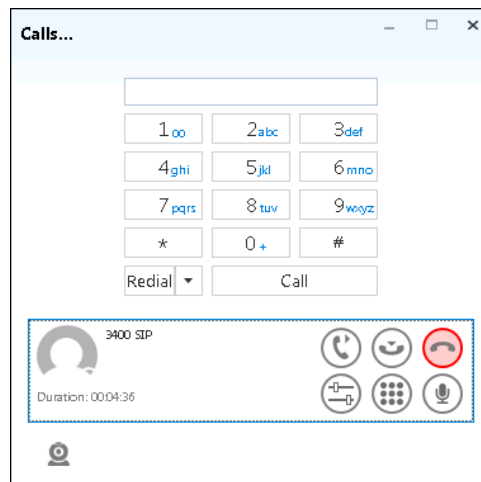 Calls...
1 oo 2 abc 3 def
4 ghi 5 jkl 6 mno
7 pqrs 8 tuv 9 wxyz
* 0 + #
Redial Call
3400 SIP
Duration: 00:04:36